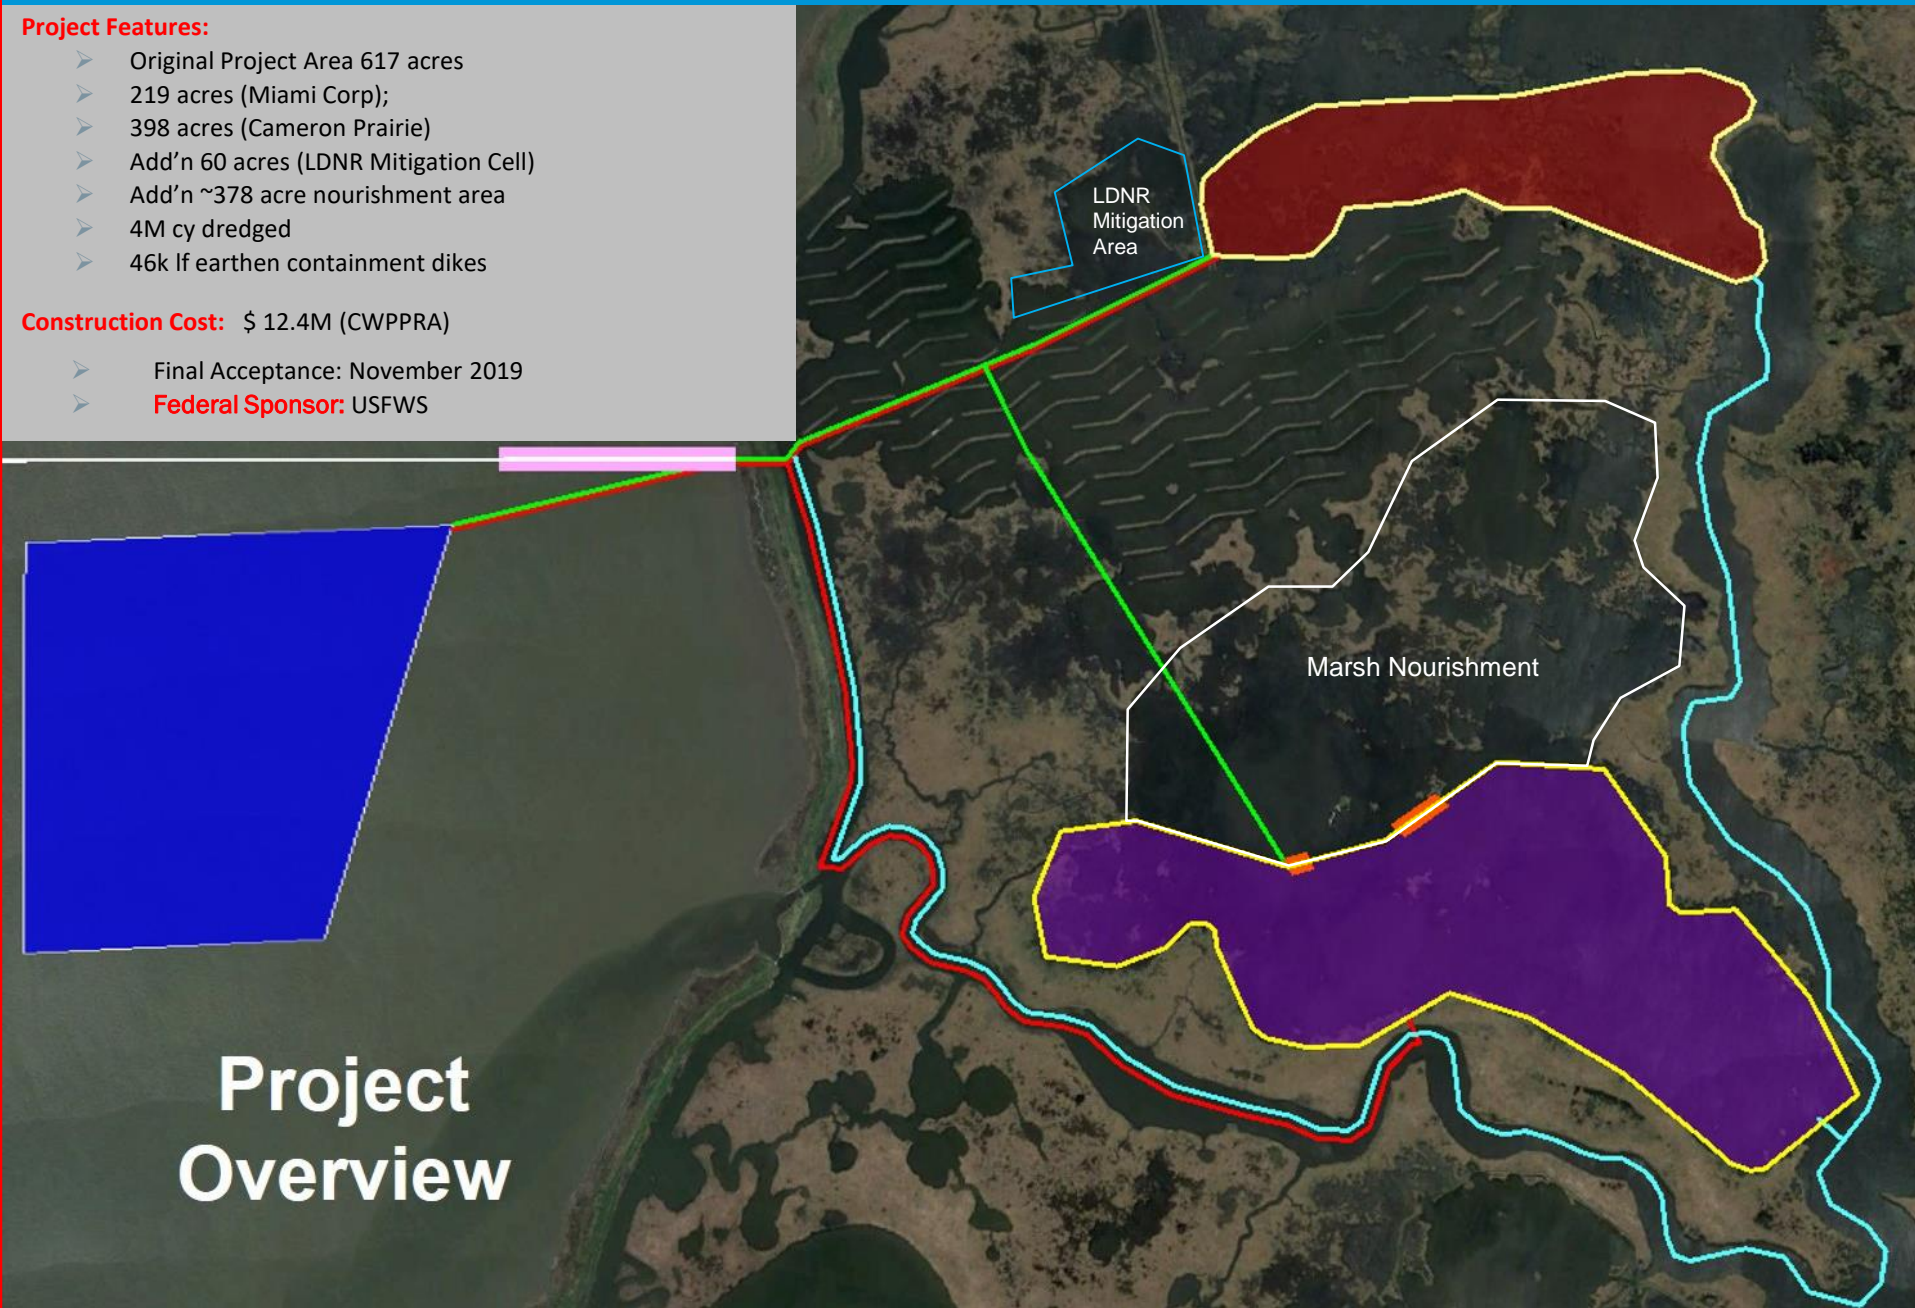 Project Features:
Original Project Area 617 acres
219 acres (Miami Corp);
398 acres (Cameron Prairie)
Add'n 60 acres (LDNR Mitigation Cell)
Add'n ~378 acre nourishment area
4M cy dredged
46k lf earthen containment dikes
Construction Cost: $ 12.4M (CWPPRA)
Final Acceptance: November 2019
Federal Sponsor: USFWS
LDNR
Mitigation
Area
Marsh Nourishment
Project
Overview